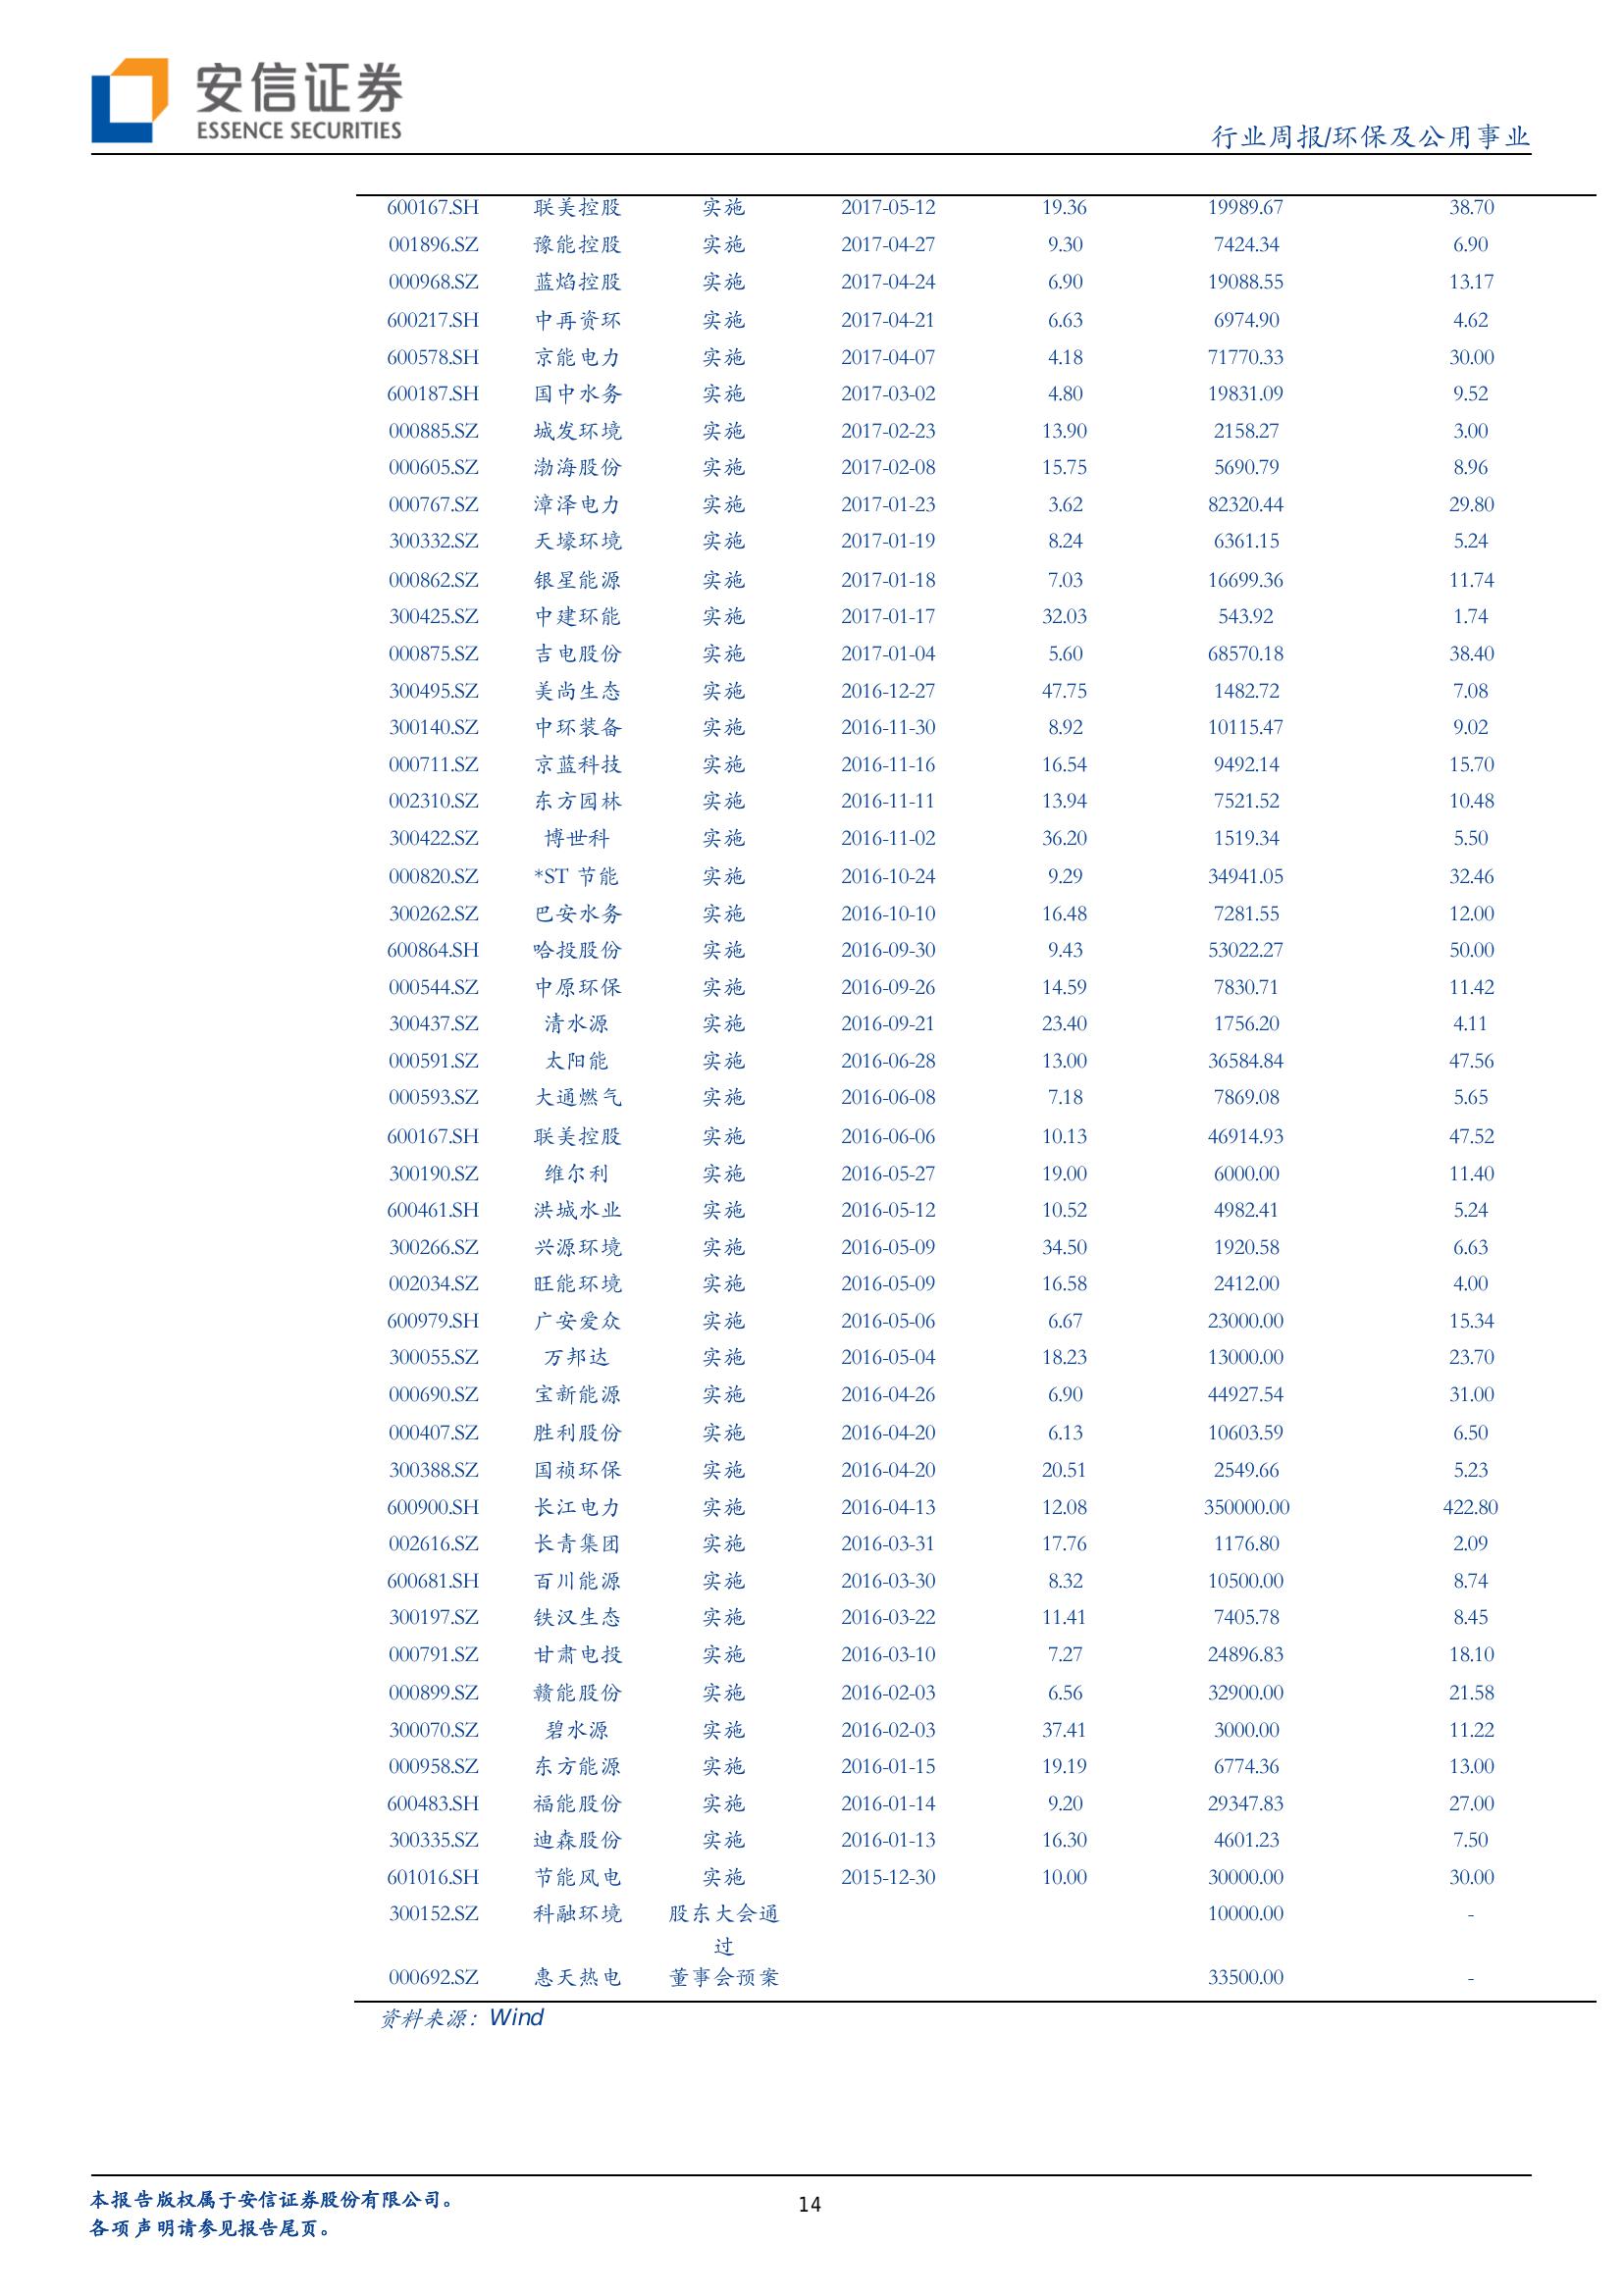 安信证券
ESSENCE SECURITIES
行业周报/环保及公用事业
600167.SH 联美控股 实施 2017-05-12 19.36 19989.67 38.70
001896.SZ 豫能控股 实施 2017-04-27 9.30 7424.34 6.90
000968.SZ 蓝焰控股 实施 2017-04-24 6.90 19088.55 13.17
600217.SH 中再资环 实施 2017-04-21 6.63 6974.90 4.62
600578.SH 京能电力 实施 2017-04-07 4.18 71770.33 30.00
600187.SH 国中水务 实施 2017-03-02 4.80 19831.09 9.52
000885.SZ 城发环境 实施 2017-02-23 13.90 2158.27 3.00
000605.SZ 渤海股份 实施 2017-02-08 15.75 5690.79 8.96
000767.SZ 漳泽电力 实施 2017-01-23 3.62 82320.44 29.80
300332.SZ 天壕环境 实施 2017-01-19 8.24 6361.15 5.24
000862.SZ 银星能源 实施 2017-01-18 7.03 16699.36 11.74
300425.SZ 中建环能 实施 2017-01-17 32.03 543.92 1.74
000875.SZ 吉电股份 实施 2017-01-04 5.60 68570.18 38.40
300495.SZ 美尚生态 实施 2016-12-27 47.75 1482.72 7.08
300140.SZ 中环装备 实施 2016-11-30 8.92 10115.47 9.02
000711.SZ 京蓝科技 实施 2016-11-16 16.54 9492.14 15.70
002310.SZ 东方园林 实施 2016-11-11 13.94 7521.52 10.48
300422.SZ 博世科 实施 2016-11-02 36.20 1519.34 5.50
000820.SZ *ST 节能 实施 2016-10-24 9.29 34941.05 32.46
300262.SZ 巴安水务 实施 2016-10-10 16.48 7281.55 12.00
600864.SH 哈投股份 实施 2016-09-30 9.43 53022.27 50.00
000544.SZ 中原环保 实施 2016-09-26 14.59 7830.71 11.42
300437.SZ 清水源 实施 2016-09-21 23.40 1756.20 4.11
000591.SZ 太阳能 实施 2016-06-28 13.00 36584.84 47.56
000593.SZ 大通燃气 实施 2016-06-08 7.18 7869.08 5.65
600167.SH 联美控股 实施 2016-06-06 10.13 46914.93 47.52
300190.SZ 维尔利 实施 2016-05-27 19.00 6000.00 11.40
600461.SH 洪城水业 实施 2016-05-12 10.52 4982.41 5.24
300266.SZ 兴源环境 实施 2016-05-09 34.50 1920.58 6.63
002034.SZ 旺能环境 实施 2016-05-09 16.58 2412.00 4.00
600979.SH 广安爱众 实施 2016-05-06 6.67 23000.00 15.34
300055.SZ 万邦达 实施 2016-05-04 18.23 13000.00 23.70
000690.SZ 宝新能源 实施 2016-04-26 6.90 44927.54 31.00
000407.SZ 胜利股份 实施 2016-04-20 6.13 10603.59 6.50
300388.SZ 国祯环保 实施 2016-04-20 20.51 2549.66 5.23
600900.SH 长江电力 实施 2016-04-13 12.08 350000.00 422.80
002616.SZ 长青集团 实施 2016-03-31 17.76 1176.80 2.09
600681.SH 百川能源 实施 2016-03-30 8.32 10500.00 8.74
300197.SZ 铁汉生态 实施 2016-03-22 11.41 7405.78 8.45
000791.SZ 甘肃电投 实施 2016-03-10 7.27 24896.83 18.10
000899.SZ 赣能股份 实施 2016-02-03 6.56 32900.00 21.58
300070.SZ 碧水源 实施 2016-02-03 37.41 3000.00 11.22
000958.SZ 东方能源 实施 2016-01-15 19.19 6774.36 13.00
600483.SH 福能股份 实施 2016-01-14 9.20 29347.83 27.00
300335.SZ 迪森股份 实施 2016-01-13 16.30 4601.23 7.50
601016.SH 节能风电 实施 2015-12-30 10.00 30000.00 30.00
300152.SZ 科融环境 股东大会通 10000.00 -
过
000692.SZ 惠天热电 董事会预案 33500.00 -
资料来源：Wind
本报告版权属于安信证券股份有限公司。
14
各项声明请参见报告尾页。